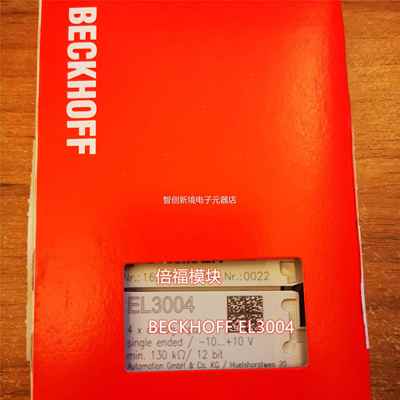 BECKHOFF
智创新境电子元器店
Nr.: 16 Nr.:0022
倍福模块
EL3004
4 x
BECKHOFF EL3004
single ended / -10...+10 V
min. 130 kΩ/ 12 bit
Automation GmbH & Co. KG / Huelshorstweg 20